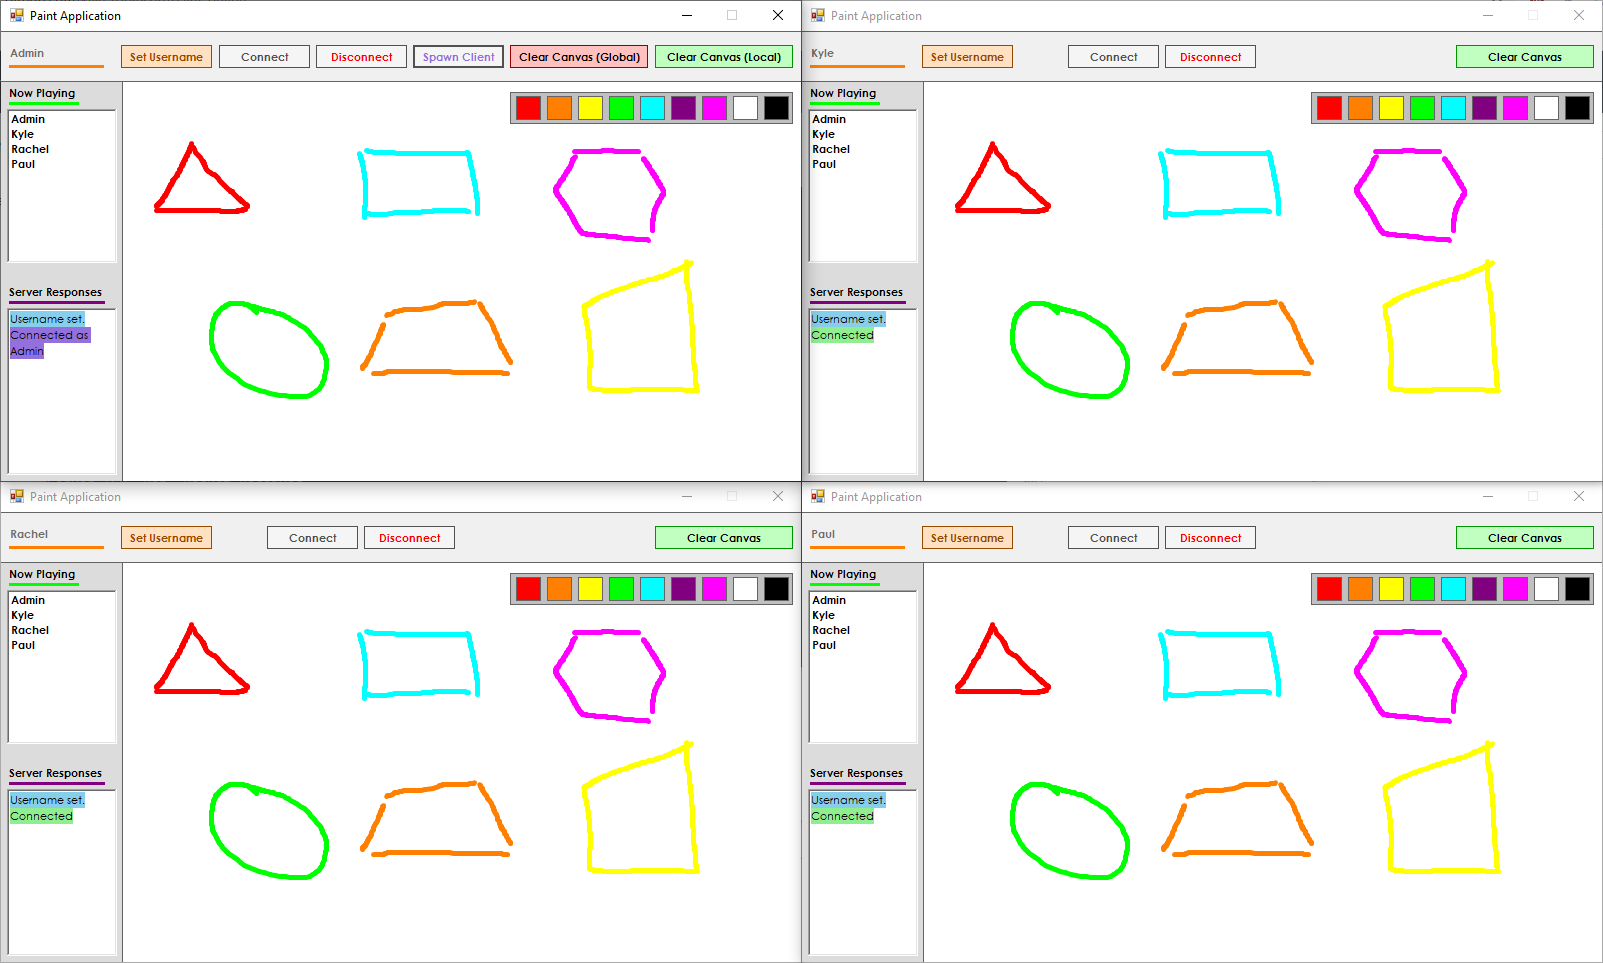 Paint Application
Admin
Set Username
Connect
Disconnect
Spawn Client
Clear Canvas (Global)
Clear Canvas (Local)
Now Playing
Admin
Kyle
Rachel
Paul
Server Responses
Username set.
Connected as
Admin
Paint Application
Kyle
Set Username
Connect
Disconnect
Clear Canvas
Now Playing
Admin
Kyle
Rachel
Paul
Server Responses
Username set.
Connected
Paint Application
Rachel
Set Username
Connect
Disconnect
Clear Canvas
Now Playing
Admin
Kyle
Rachel
Paul
Server Responses
Username set.
Connected
Paint Application
Paul
Set Username
Connect
Disconnect
Clear Canvas
Now Playing
Admin
Kyle
Rachel
Paul
Server Responses
Username set.
Connected